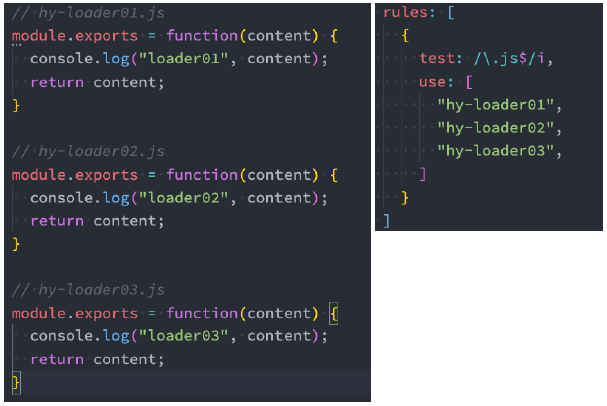 // hy-loader01.js
module.exports = function(content) {
  console.log("loader01", content);
  return content;
}

// hy-loader02.js
module.exports = function(content) {
  console.log("loader02", content);
  return content;
}

// hy-loader03.js
module.exports = function(content) {
  console.log("loader03", content);
  return content;
}

rules: [
  {
    test: /\.js$/i,
    use: [
      "hy-loader01",
      "hy-loader02",
      "hy-loader03",
    ]
  }
]